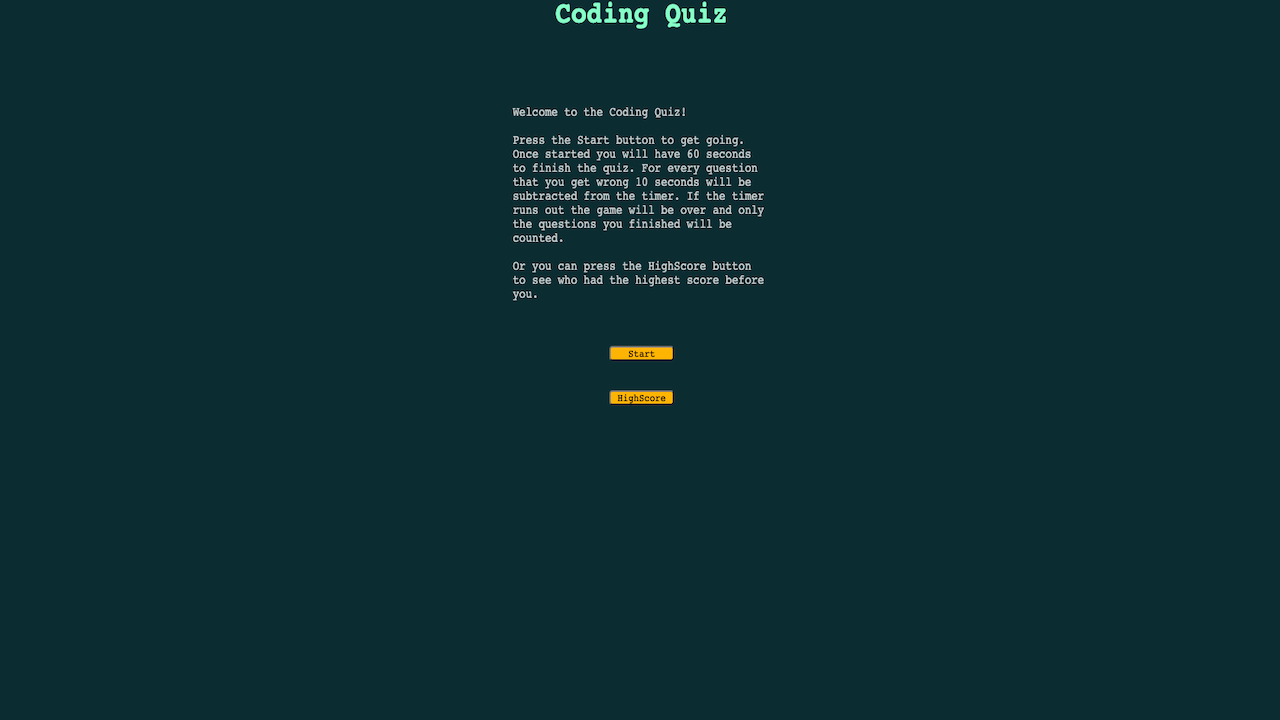 Coding Quiz
Welcome to the Coding Quiz!
Press the Start button to get going.
Once started you will have 60 seconds
to finish the quiz. For every question
that you get wrong 10 seconds will be
subtracted from the timer. If the timer
runs out the game will be over and only
the questions you finished will be
counted.
Or you can press the HighScore button
to see who had the highest score before
you.
Start
HighScore